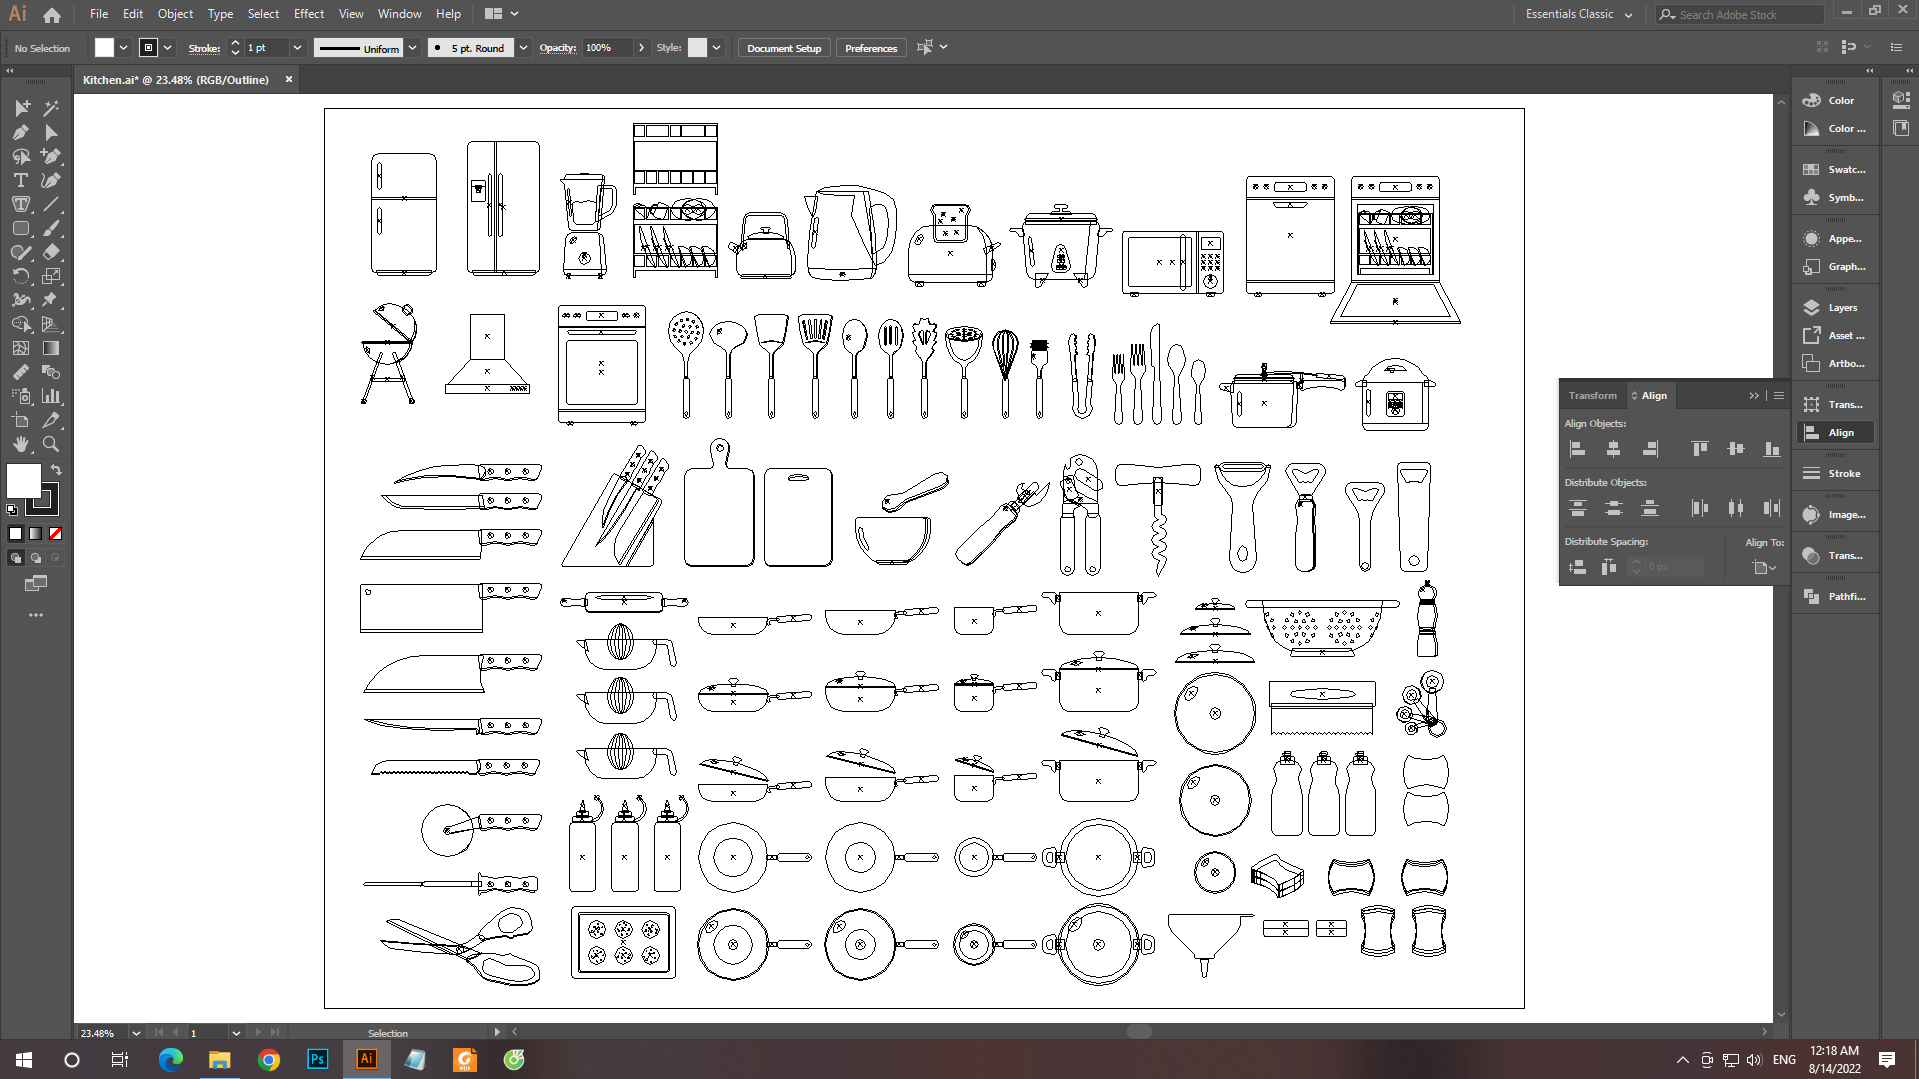 Ai File Edit Object Type Select Effect View Window Help Essentials Classic Search Adobe Stock
No Selection Stroke: 1 pt Uniform 5 pt. Round Opacity: 100% Style: Document Setup Preferences
Kitchen.ai* @ 23.48% (RGB/Outline) ×
Color
Color ...
Swatc...
Symb...
Appe...
Graph...
Layers
Asset ...
Artbo...
Trans...
Align
Stroke
Image...
Trans...
Pathfi...
Transform Align
Align Objects:
Distribute Objects:
Distribute Spacing: Align To:
0 px
23.48% 1 Selection
Ps Ai PDF ENG 12:18 AM
8/14/2022